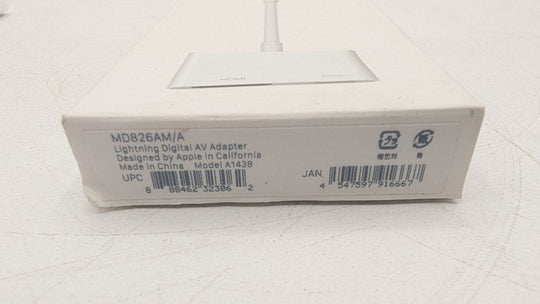 HDMI
MD826AM/A
Lightning Digital AV Adapter
Designed by Apple in California
Made in China Model A1438
UPC
8 88462 32306 2
JAN
4 547597 916667